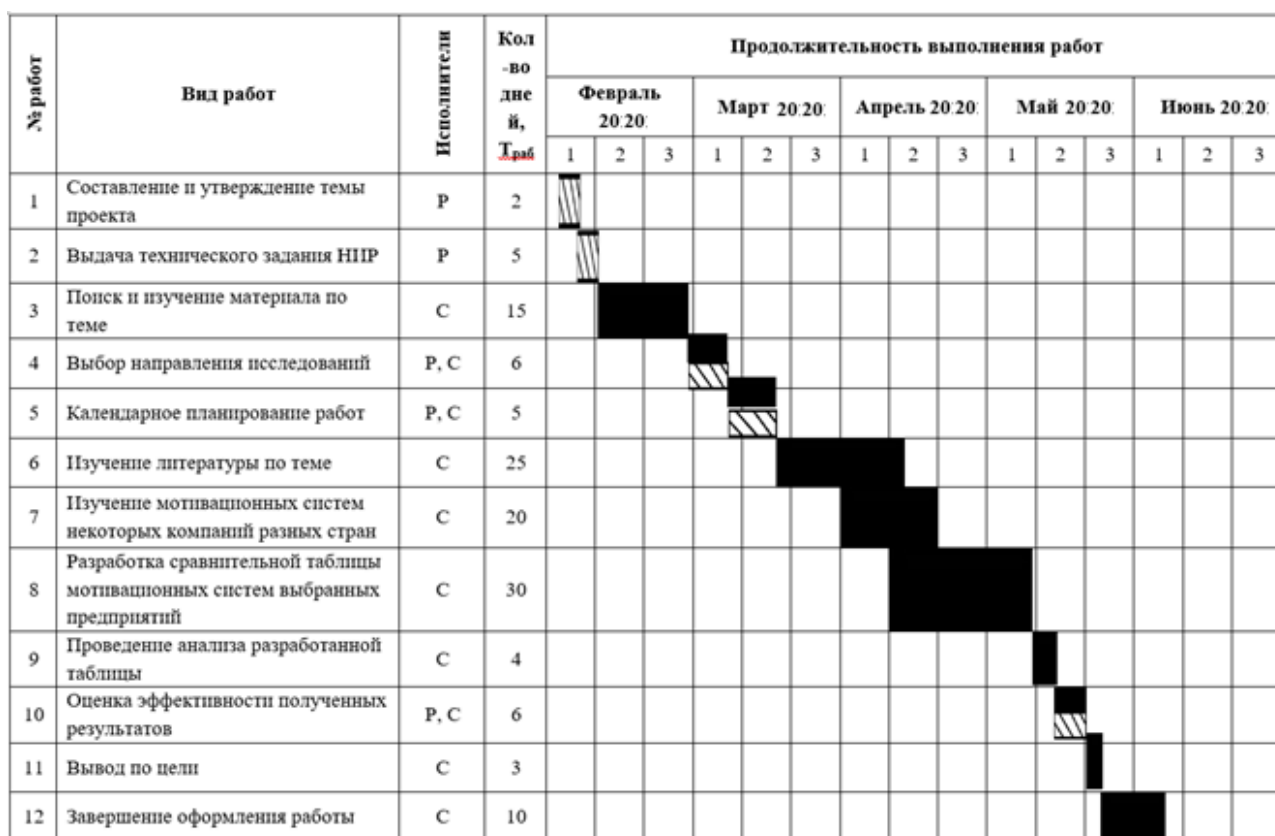 № работ
Вид работ
Исполнители
Кол
-во
дне
й,
Tраб
Продолжительность выполнения работ
Февраль
20:20:
Март 20:20:
Апрель 20:20:
Май 20:20:
Июнь 20:20:
1 2 3 1 2 3 1 2 3 1 2 3 1 2 3
1 Составление и утверждение темы
проекта
Р 2
2 Выдача технического задания НИР Р 5
3 Поиск и изучение материала по
теме
С 15
4 Выбор направления исследований Р, С 6
5 Календарное планирование работ Р, С 5
6 Изучение литературы по теме С 25
7 Изучение мотивационных систем
некоторых компаний разных стран
С 20
8 Разработка сравнительной таблицы
мотивационных систем выбранных
предприятий
С 30
9 Проведение анализа разработанной
таблицы
С 4
10 Оценка эффективности полученных
результатов
Р, С 6
11 Вывод по цели С 3
12 Завершение оформления работы С 10